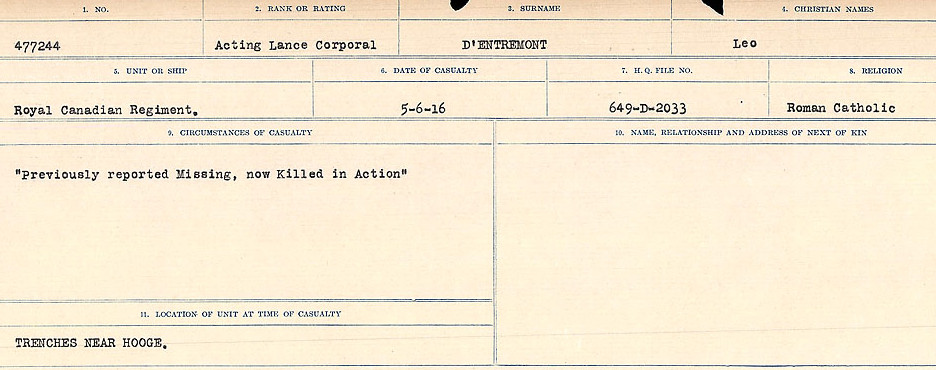 1. NO. 2. RANK OR RATING 3. SURNAME 4. CHRISTIAN NAMES
477244 Acting Lance Corporal D'ENTREMONT Leo
5. UNIT OR SHIP 6. DATE OF CASUALTY 7. H. Q. FILE NO. 8. RELIGION
Royal Canadian Regiment. 5-6-16 649-D-2033 Roman Catholic
9. CIRCUMSTANCES OF CASUALTY 10. NAME, RELATIONSHIP AND ADDRESS OF NEXT OF KIN
"Previously reported Missing, now Killed in Action"
11. LOCATION OF UNIT AT TIME OF CASUALTY
TRENCHES NEAR HOOGE.